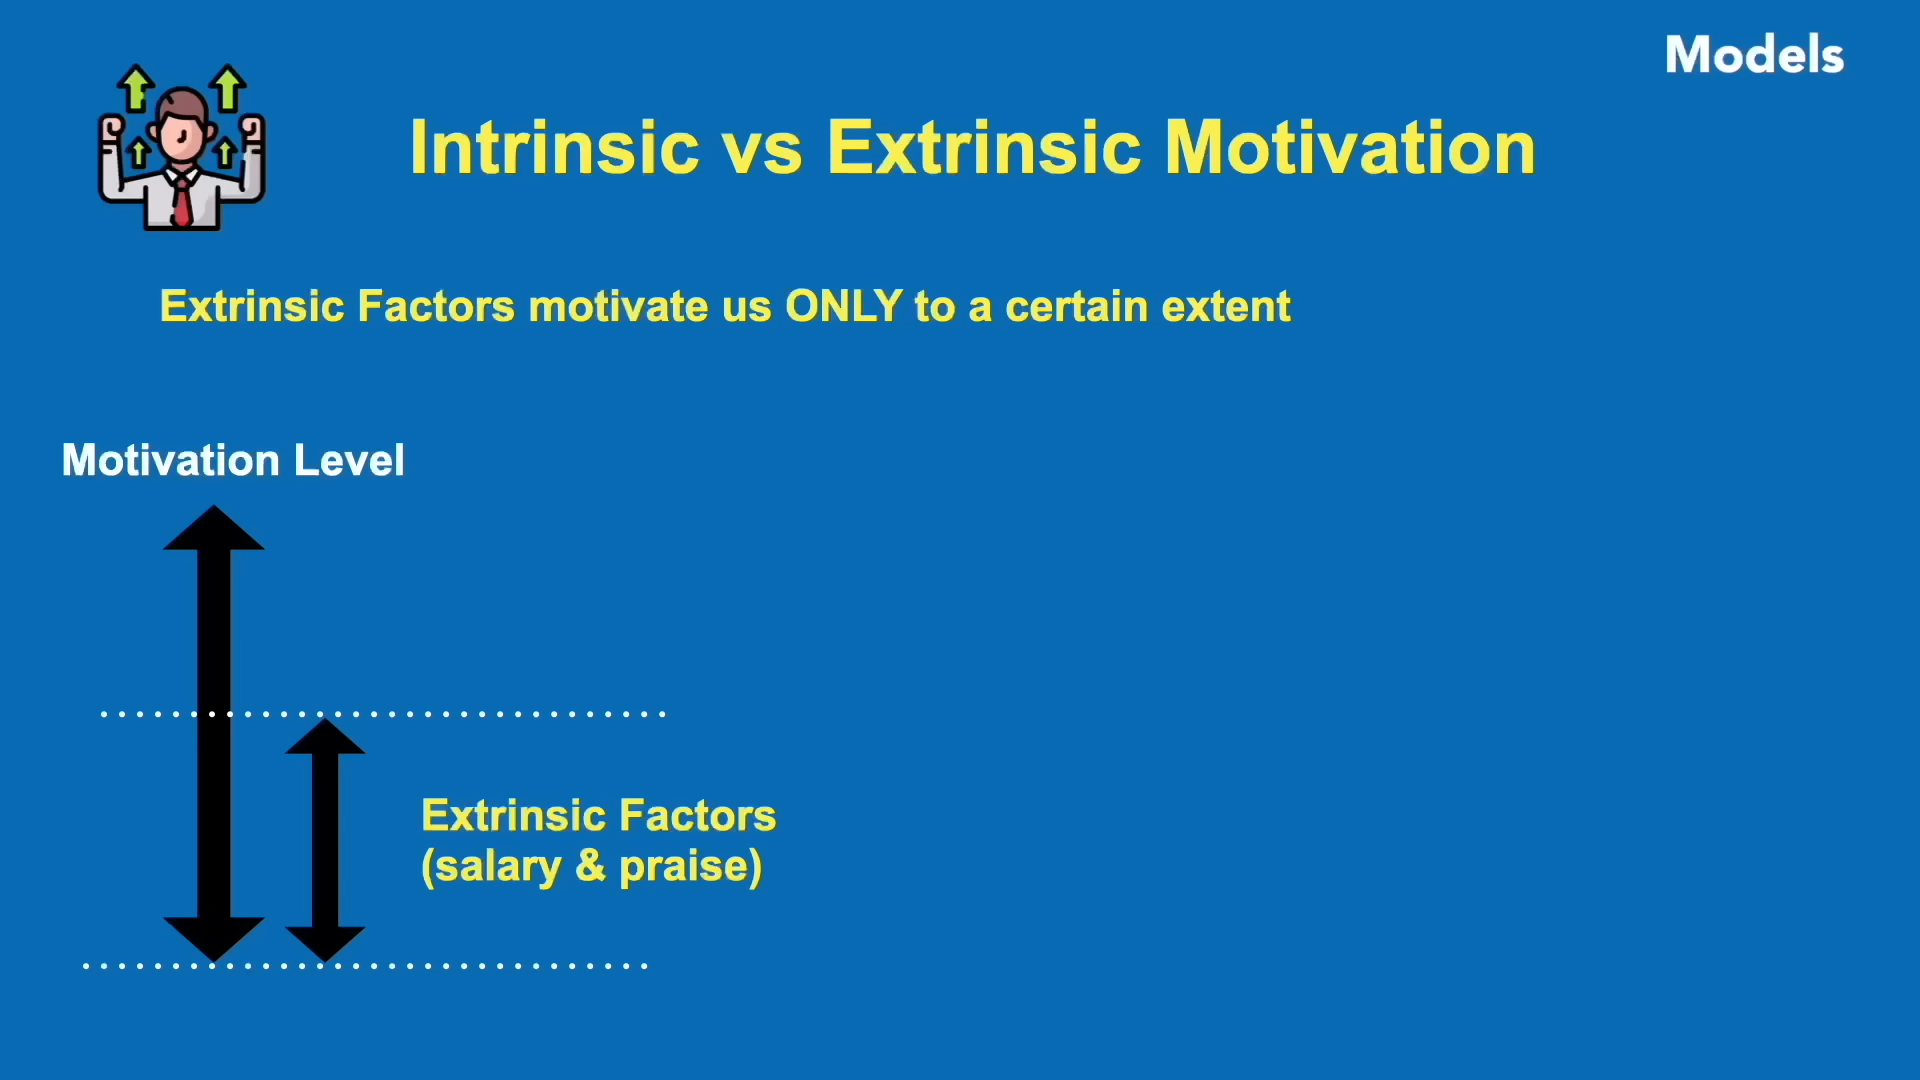 Models
Intrinsic vs Extrinsic Motivation
Extrinsic Factors motivate us ONLY to a certain extent
Motivation Level
Extrinsic Factors
(salary & praise)